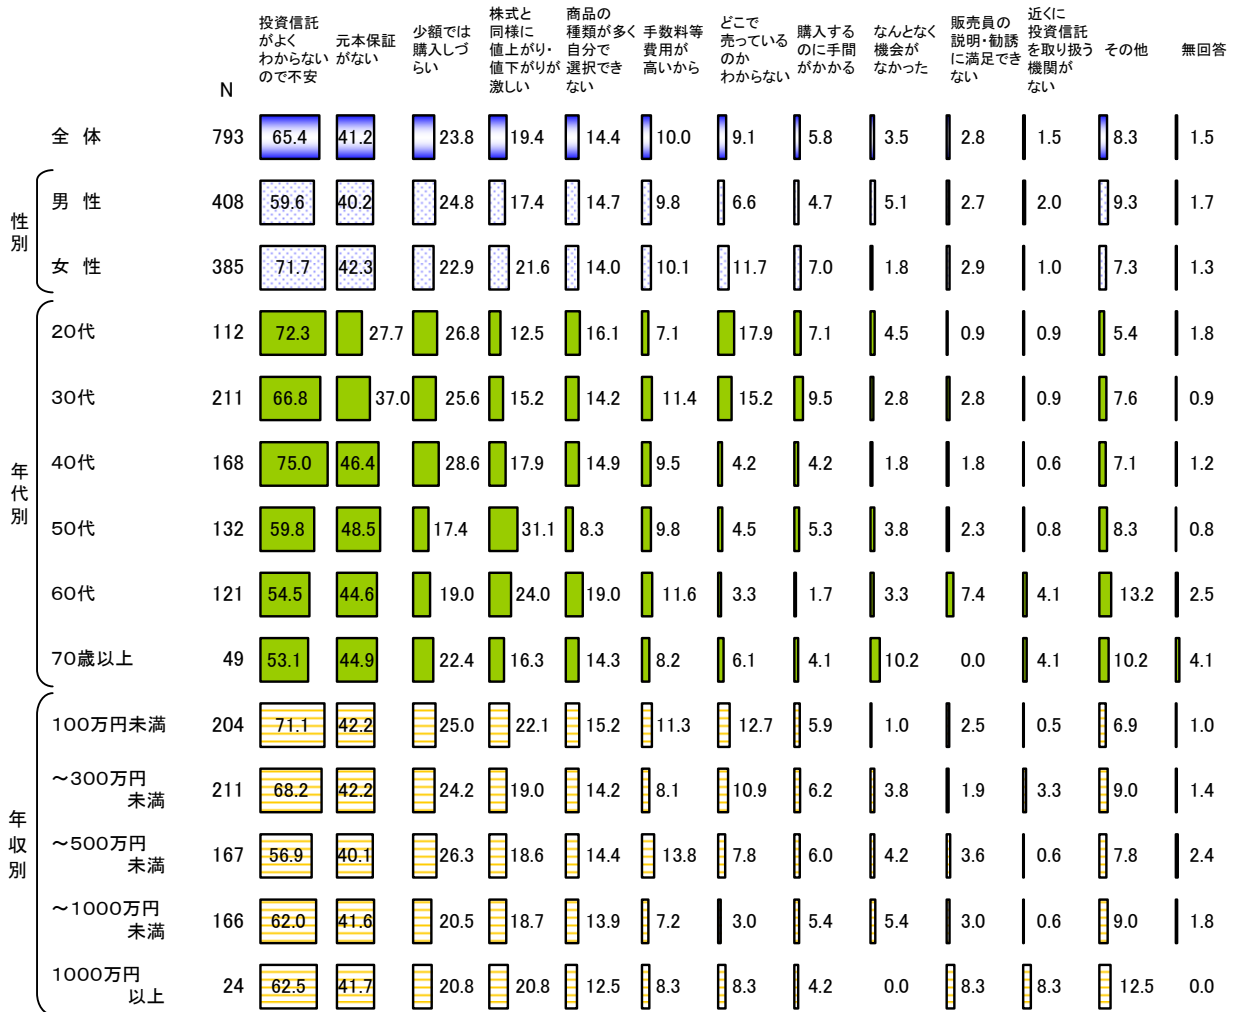 投資信託
がよく
わからない
ので不安
元本保証
がない
少額では
購入しづ
らい
株式と
同様に
値上がり・
値下がりが
激しい
商品の
種類が多く
自分で
選択でき
ない
手数料等
費用が
高いから
どこで
売っている
のか
わからない
購入する
のに手間
がかかる
なんとなく
機会が
なかった
販売員の
説明・勧誘
に満足でき
ない
近くに
投資信託
を取り扱う
機関が
ない
その他
無回答
N
全 体 793 65.4 41.2 23.8 19.4 14.4 10.0 9.1 5.8 3.5 2.8 1.5 8.3 1.5
性別
男 性 408 59.6 40.2 24.8 17.4 14.7 9.8 6.6 4.7 5.1 2.7 2.0 9.3 1.7
女 性 385 71.7 42.3 22.9 21.6 14.0 10.1 11.7 7.0 1.8 2.9 1.0 7.3 1.3
年代別
20代 112 72.3 27.7 26.8 12.5 16.1 7.1 17.9 7.1 4.5 0.9 0.9 5.4 1.8
30代 211 66.8 37.0 25.6 15.2 14.2 11.4 15.2 9.5 2.8 2.8 0.9 7.6 0.9
40代 168 75.0 46.4 28.6 17.9 14.9 9.5 4.2 4.2 1.8 1.8 0.6 7.1 1.2
50代 132 59.8 48.5 17.4 31.1 8.3 9.8 4.5 5.3 3.8 2.3 0.8 8.3 0.8
60代 121 54.5 44.6 19.0 24.0 19.0 11.6 3.3 1.7 3.3 7.4 4.1 13.2 2.5
70歳以上 49 53.1 44.9 22.4 16.3 14.3 8.2 6.1 4.1 10.2 0.0 4.1 10.2 4.1
年収別
100万円未満 204 71.1 42.2 25.0 22.1 15.2 11.3 12.7 5.9 1.0 2.5 0.5 6.9 1.0
～300万円
未満 211 68.2 42.2 24.2 19.0 14.2 8.1 10.9 6.2 3.8 1.9 3.3 9.0 1.4
～500万円
未満 167 56.9 40.1 26.3 18.6 14.4 13.8 7.8 6.0 4.2 3.6 0.6 7.8 2.4
～1000万円
未満 166 62.0 41.6 20.5 18.7 13.9 7.2 3.0 5.4 5.4 3.0 0.6 9.0 1.8
1000万円
以上 24 62.5 41.7 20.8 20.8 12.5 8.3 8.3 4.2 0.0 8.3 8.3 12.5 0.0